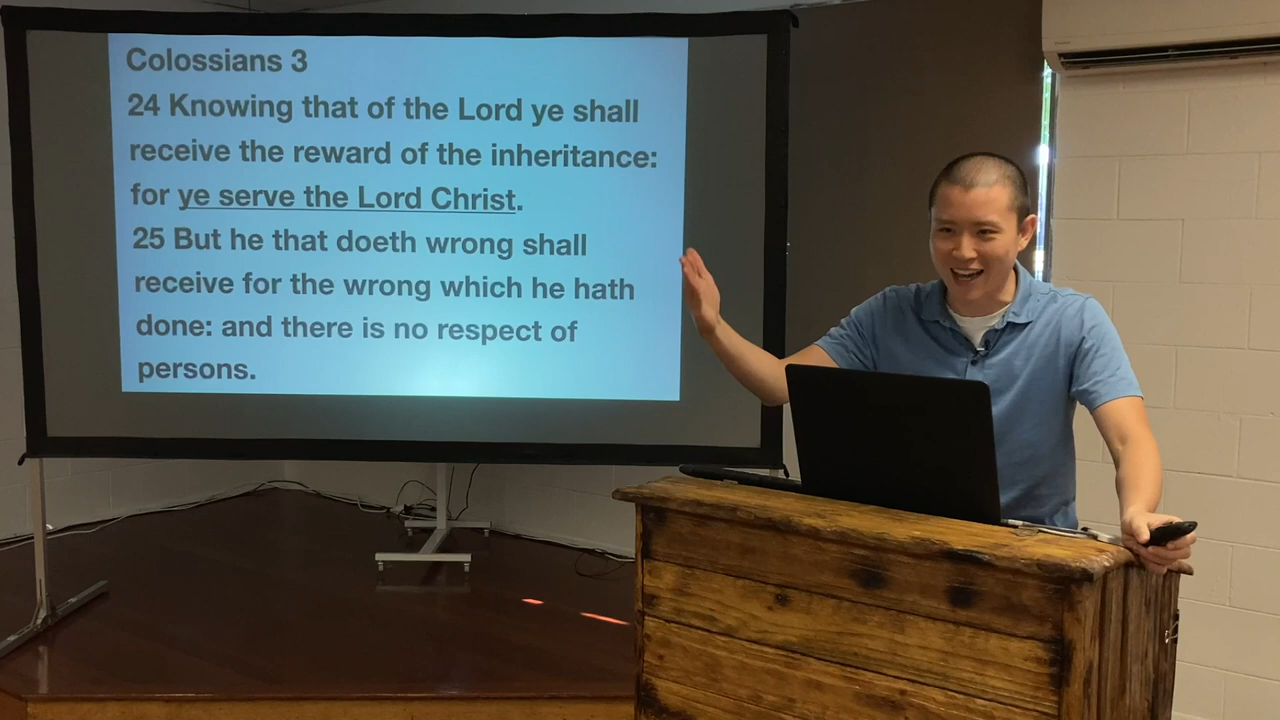 Colossians 3
24 Knowing that of the Lord ye shall
receive the reward of the inheritance:
for ye serve the Lord Christ.
25 But he that doeth wrong shall
receive for the wrong which he hath
done: and there is no respect of
persons.